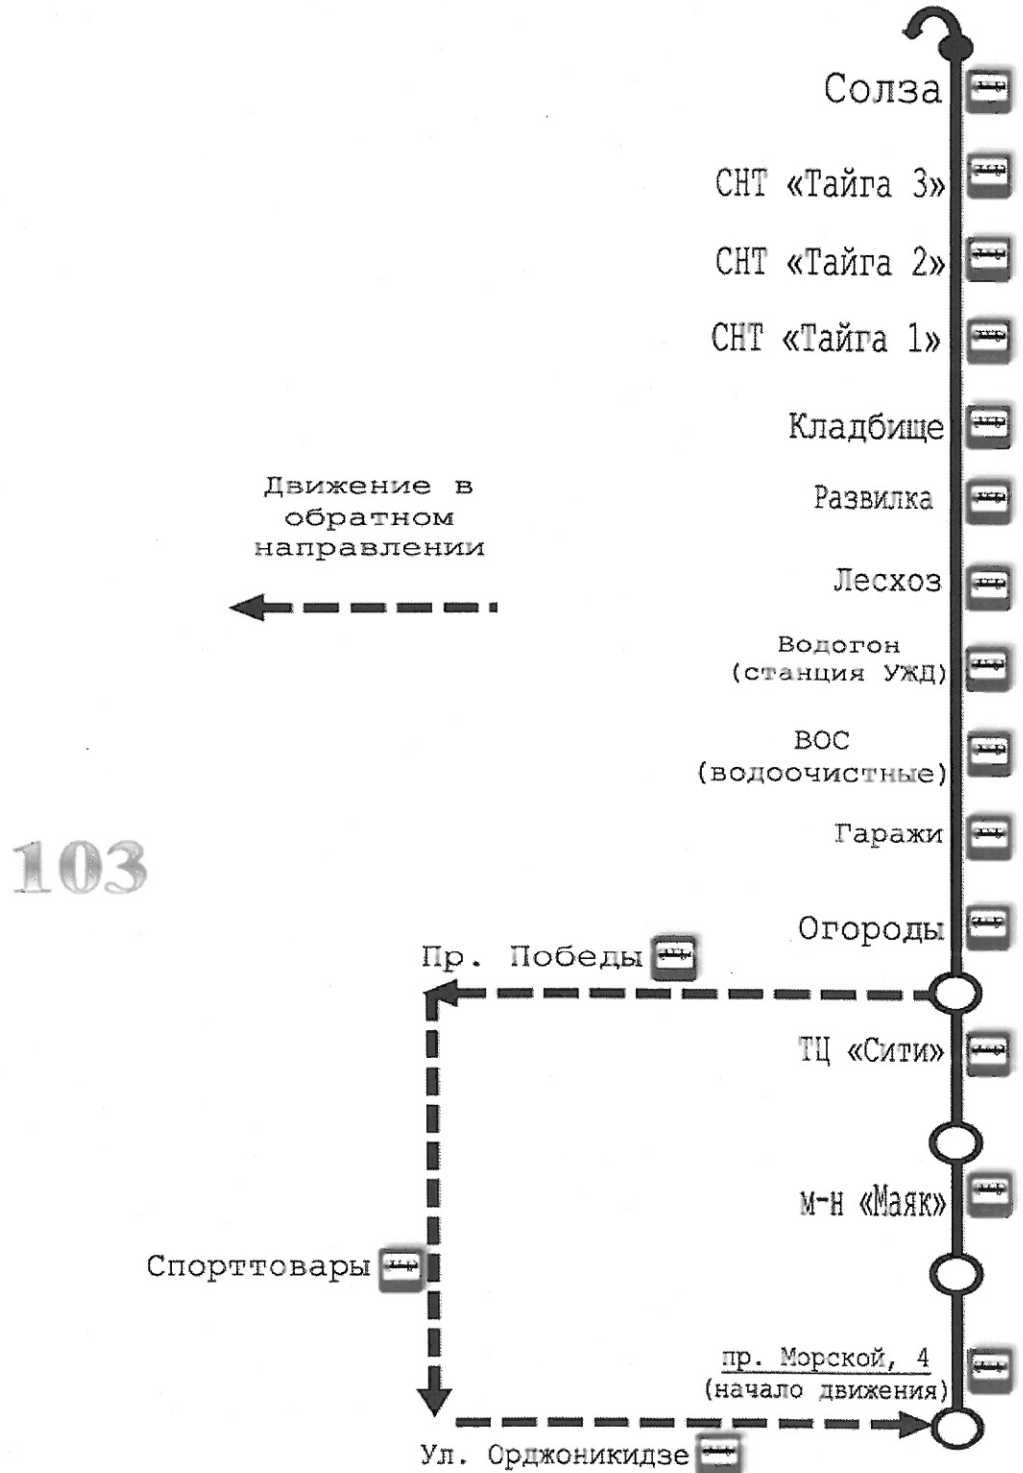 Солза
СНТ «Тайга 3»
СНТ «Тайга 2»
СНТ «Тайга 1»
Кладбище
Движение в
обратном
направлении
Развилка
Лесхоз
Водогон
(станция УЖД)
ВОС
(водоочистные)
Гаражи
103
Огороды
Пр. Победы
ТЦ «Сити»
м-н «Маяк»
Спорттовары
пр. Морской, 4
(начало движения)
Ул. Орджоникидзе